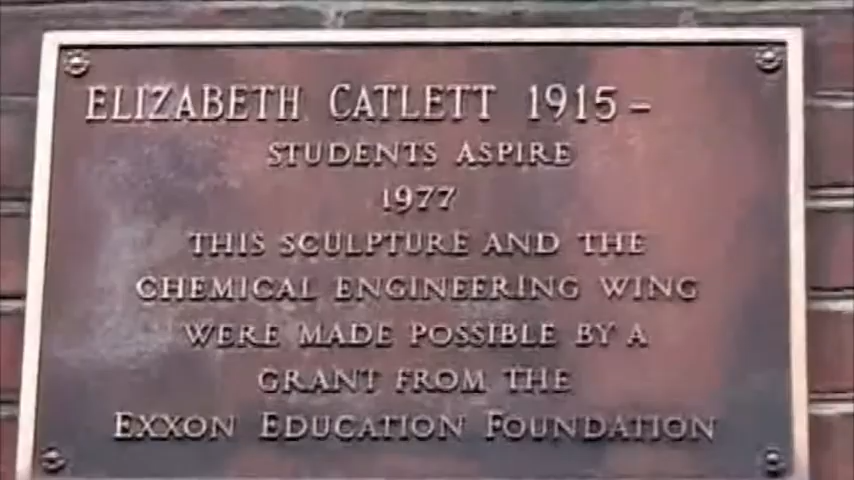 ELIZABETH CATLETT 1915-
STUDENTS ASPIRE
1977
THIS SCULPTURE AND THE
CHEMICAL ENGINEERING WING
WERE MADE POSSIBLE BY A
GRANT FROM THE
EXXON EDUCATION FOUNDATION